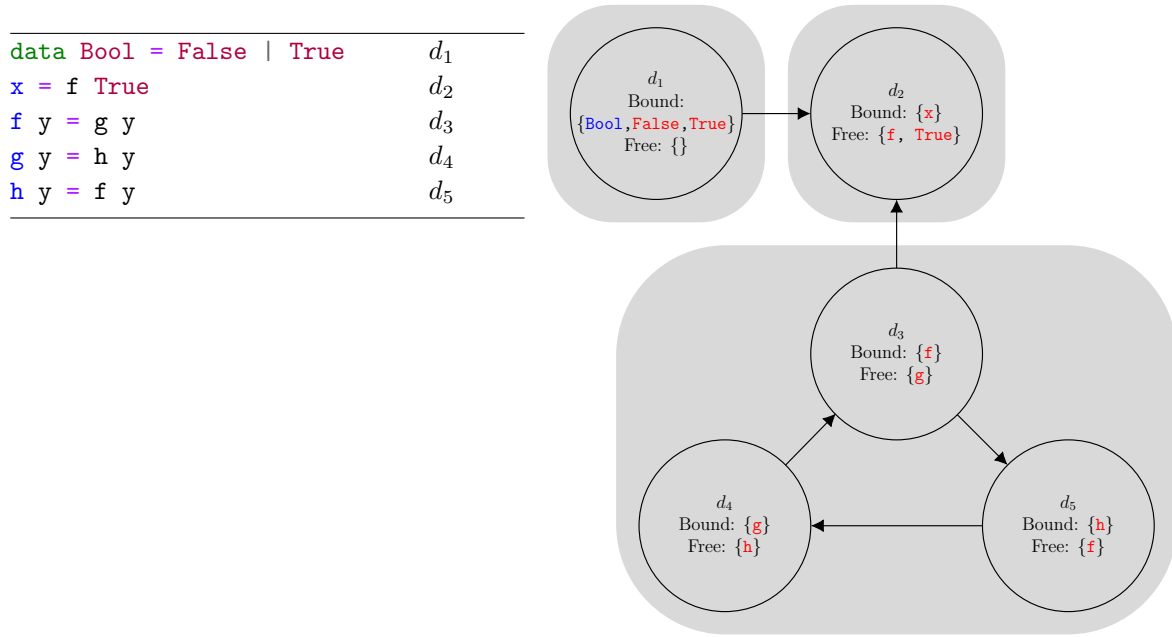 data Bool = False | True d₁
x = f True d₂
f y = g y d₃
g y = h y d₄
h y = f y d₅
d₁
Bound:
{Bool,False,True}
Free: {}
d₂
Bound: {x}
Free: {f, True}
d₃
Bound: {f}
Free: {g}
d₄
Bound: {g}
Free: {h}
d₅
Bound: {h}
Free: {f}